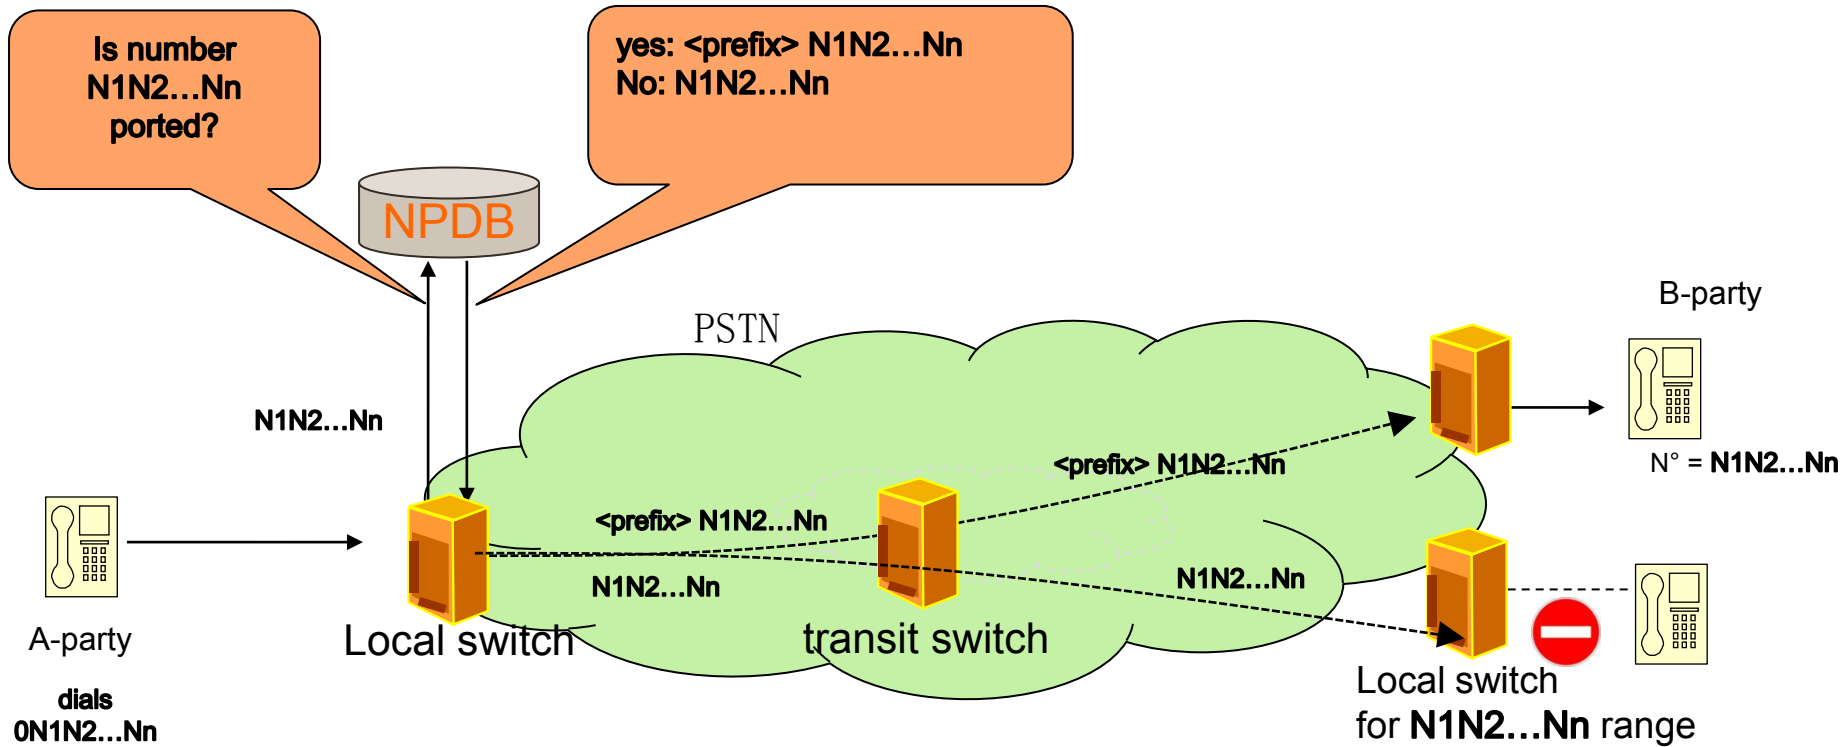 Is number
N1N2...Nn
ported?
yes: <prefix> N1N2...Nn
No: N1N2...Nn
NPDB
PSTN
B-party
N1N2...Nn
<prefix> N1N2...Nn
N° = N1N2...Nn
<prefix> N1N2...Nn
N1N2...Nn
N1N2...Nn
A-party
Local switch
transit switch
dials
0N1N2...Nn
Local switch
for N1N2...Nn range